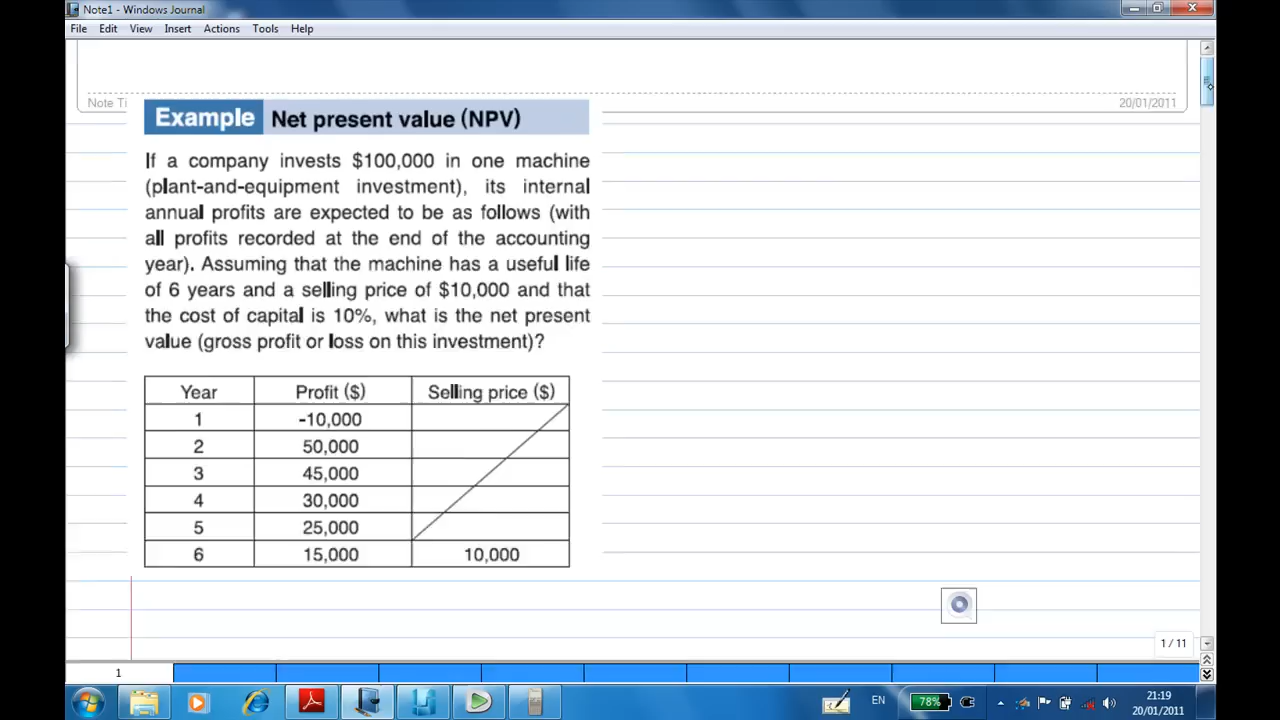 Note1 - Windows Journal
File Edit View Insert Actions Tools Help
Note Ti
20/01/2011
Example Net present value (NPV)
If a company invests $100,000 in one machine
(plant-and-equipment investment), its internal
annual profits are expected to be as follows (with
all profits recorded at the end of the accounting
year). Assuming that the machine has a useful life
of 6 years and a selling price of $10,000 and that
the cost of capital is 10%, what is the net present
value (gross profit or loss on this investment)?
Year Profit ($) Selling price ($)
1 -10,000
2 50,000
3 45,000
4 30,000
5 25,000
6 15,000 10,000
1 / 11
1
EN 78% 21:19
20/01/2011